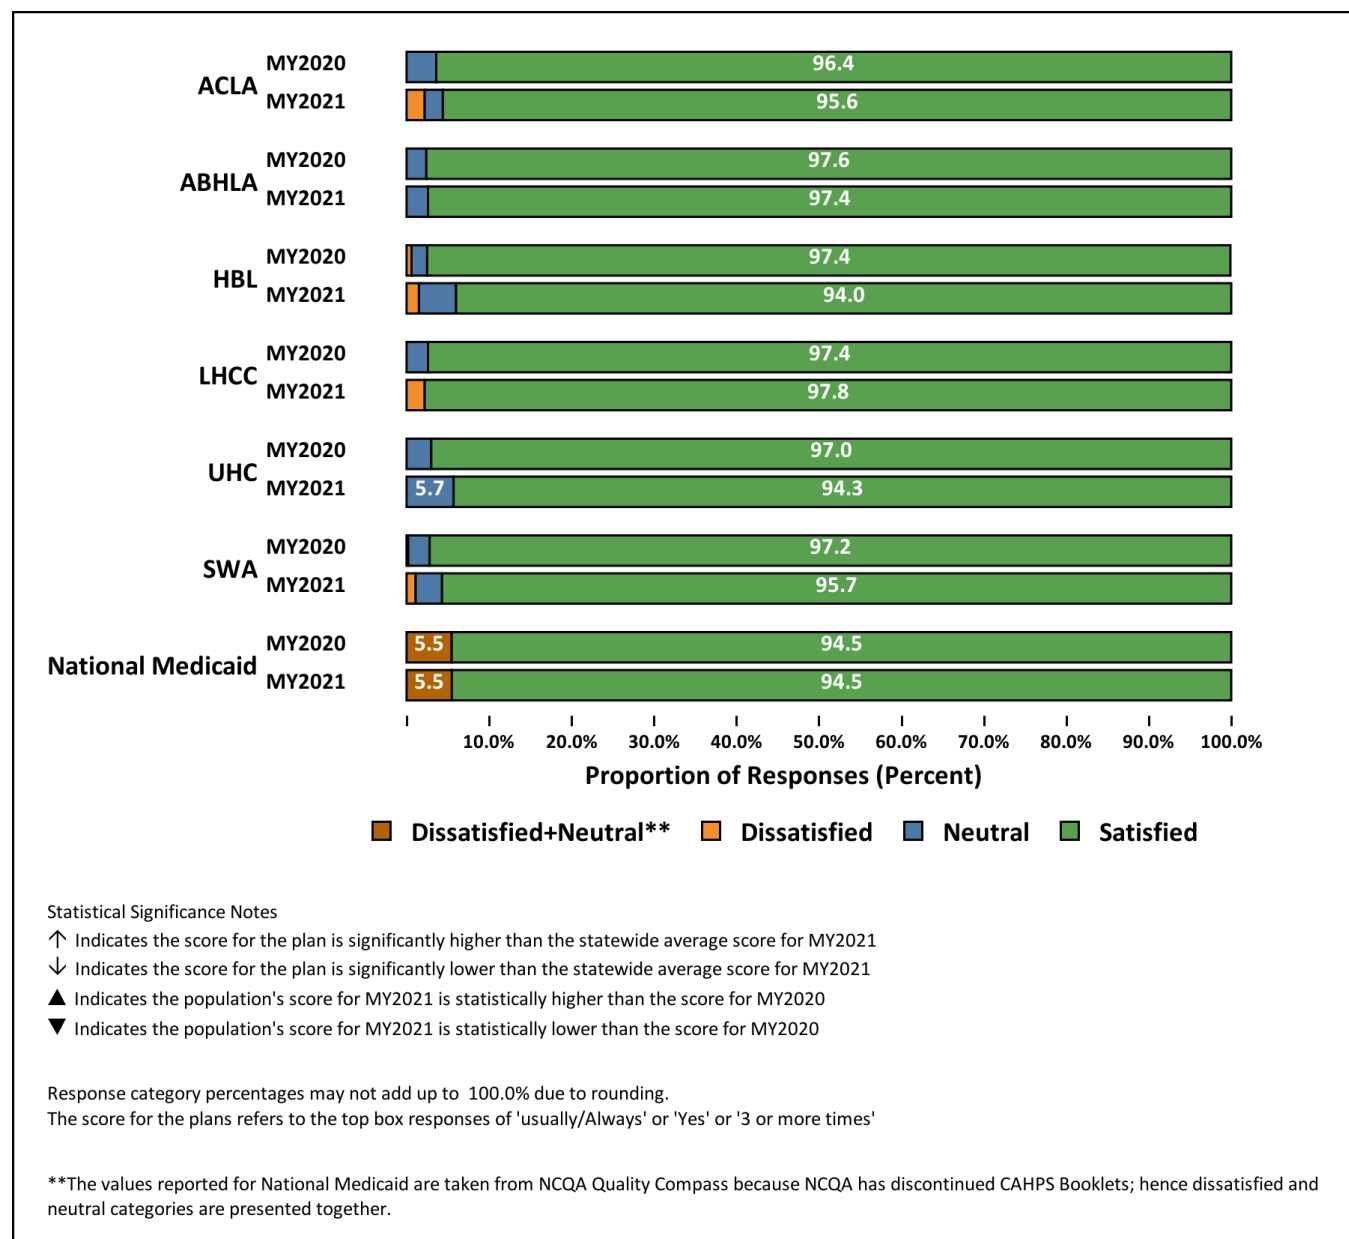 ACLA
MY2020
96.4
MY2021
95.6
ABHLA
MY2020
97.6
MY2021
97.4
HBL
MY2020
97.4
MY2021
94.0
LHCC
MY2020
97.4
MY2021
97.8
UHC
MY2020
97.0
MY2021
5.7
94.3
SWA
MY2020
97.2
MY2021
95.7
National Medicaid
MY2020
5.5
94.5
MY2021
5.5
94.5
10.0% 20.0% 30.0% 40.0% 50.0% 60.0% 70.0% 80.0% 90.0% 100.0%
Proportion of Responses (Percent)
Dissatisfied+Neutral** Dissatisfied Neutral Satisfied
Statistical Significance Notes
↑ Indicates the score for the plan is significantly higher than the statewide average score for MY2021
↓ Indicates the score for the plan is significantly lower than the statewide average score for MY2021
▲ Indicates the population's score for MY2021 is statistically higher than the score for MY2020
▼ Indicates the population's score for MY2021 is statistically lower than the score for MY2020
Response category percentages may not add up to 100.0% due to rounding.
The score for the plans refers to the top box responses of 'usually/Always' or 'Yes' or '3 or more times'
**The values reported for National Medicaid are taken from NCQA Quality Compass because NCQA has discontinued CAHPS Booklets; hence dissatisfied and
neutral categories are presented together.